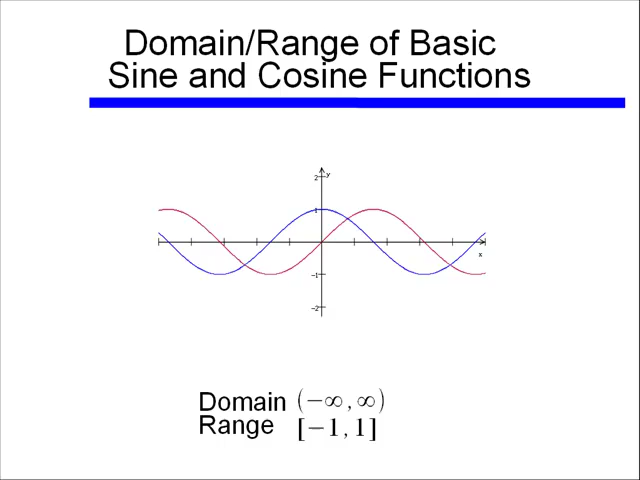 Domain/Range of Basic
Sine and Cosine Functions
2 y
1
x
−1
−2
Domain (−∞, ∞)
Range [−1, 1]